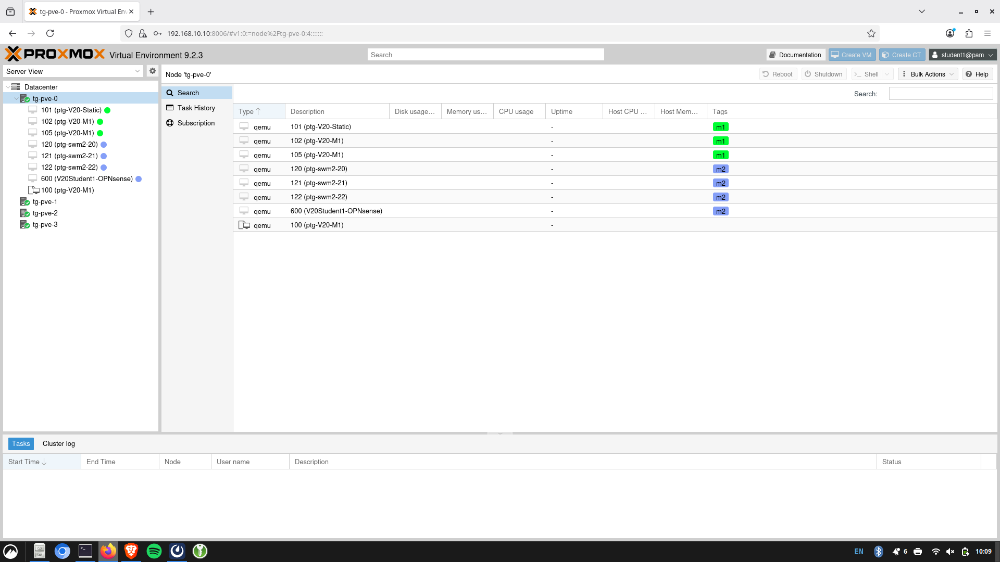 tg-pve-0 - Proxmox Virtual En
192.168.10.10:8006/#v1:0:=node%2Ftg-pve-0:4:::::::
PROXMOX Virtual Environment 9.2.3
Search
Documentation
Create VM
Create CT
student1@pam
Server View
Node 'tg-pve-0'
Reboot
Shutdown
>_ Shell
Bulk Actions
Help
Datacenter
tg-pve-0
101 (ptg-V20-Static)
102 (ptg-V20-M1)
105 (ptg-V20-M1)
120 (ptg-swm2-20)
121 (ptg-swm2-21)
122 (ptg-swm2-22)
600 (V20Student1-OPNsense)
100 (ptg-V20-M1)
tg-pve-1
tg-pve-2
tg-pve-3
Search
Task History
Subscription
Search:
Type Description Disk usage... Memory us... CPU usage Uptime Host CPU ... Host Mem... Tags
qemu 101 (ptg-V20-Static) - m1
qemu 102 (ptg-V20-M1) - m1
qemu 105 (ptg-V20-M1) - m1
qemu 120 (ptg-swm2-20) - m2
qemu 121 (ptg-swm2-21) - m2
qemu 122 (ptg-swm2-22) - m2
qemu 600 (V20Student1-OPNsense) - m2
qemu 100 (ptg-V20-M1) -
Tasks Cluster log
Start Time End Time Node User name Description Status
EN 6 10:09